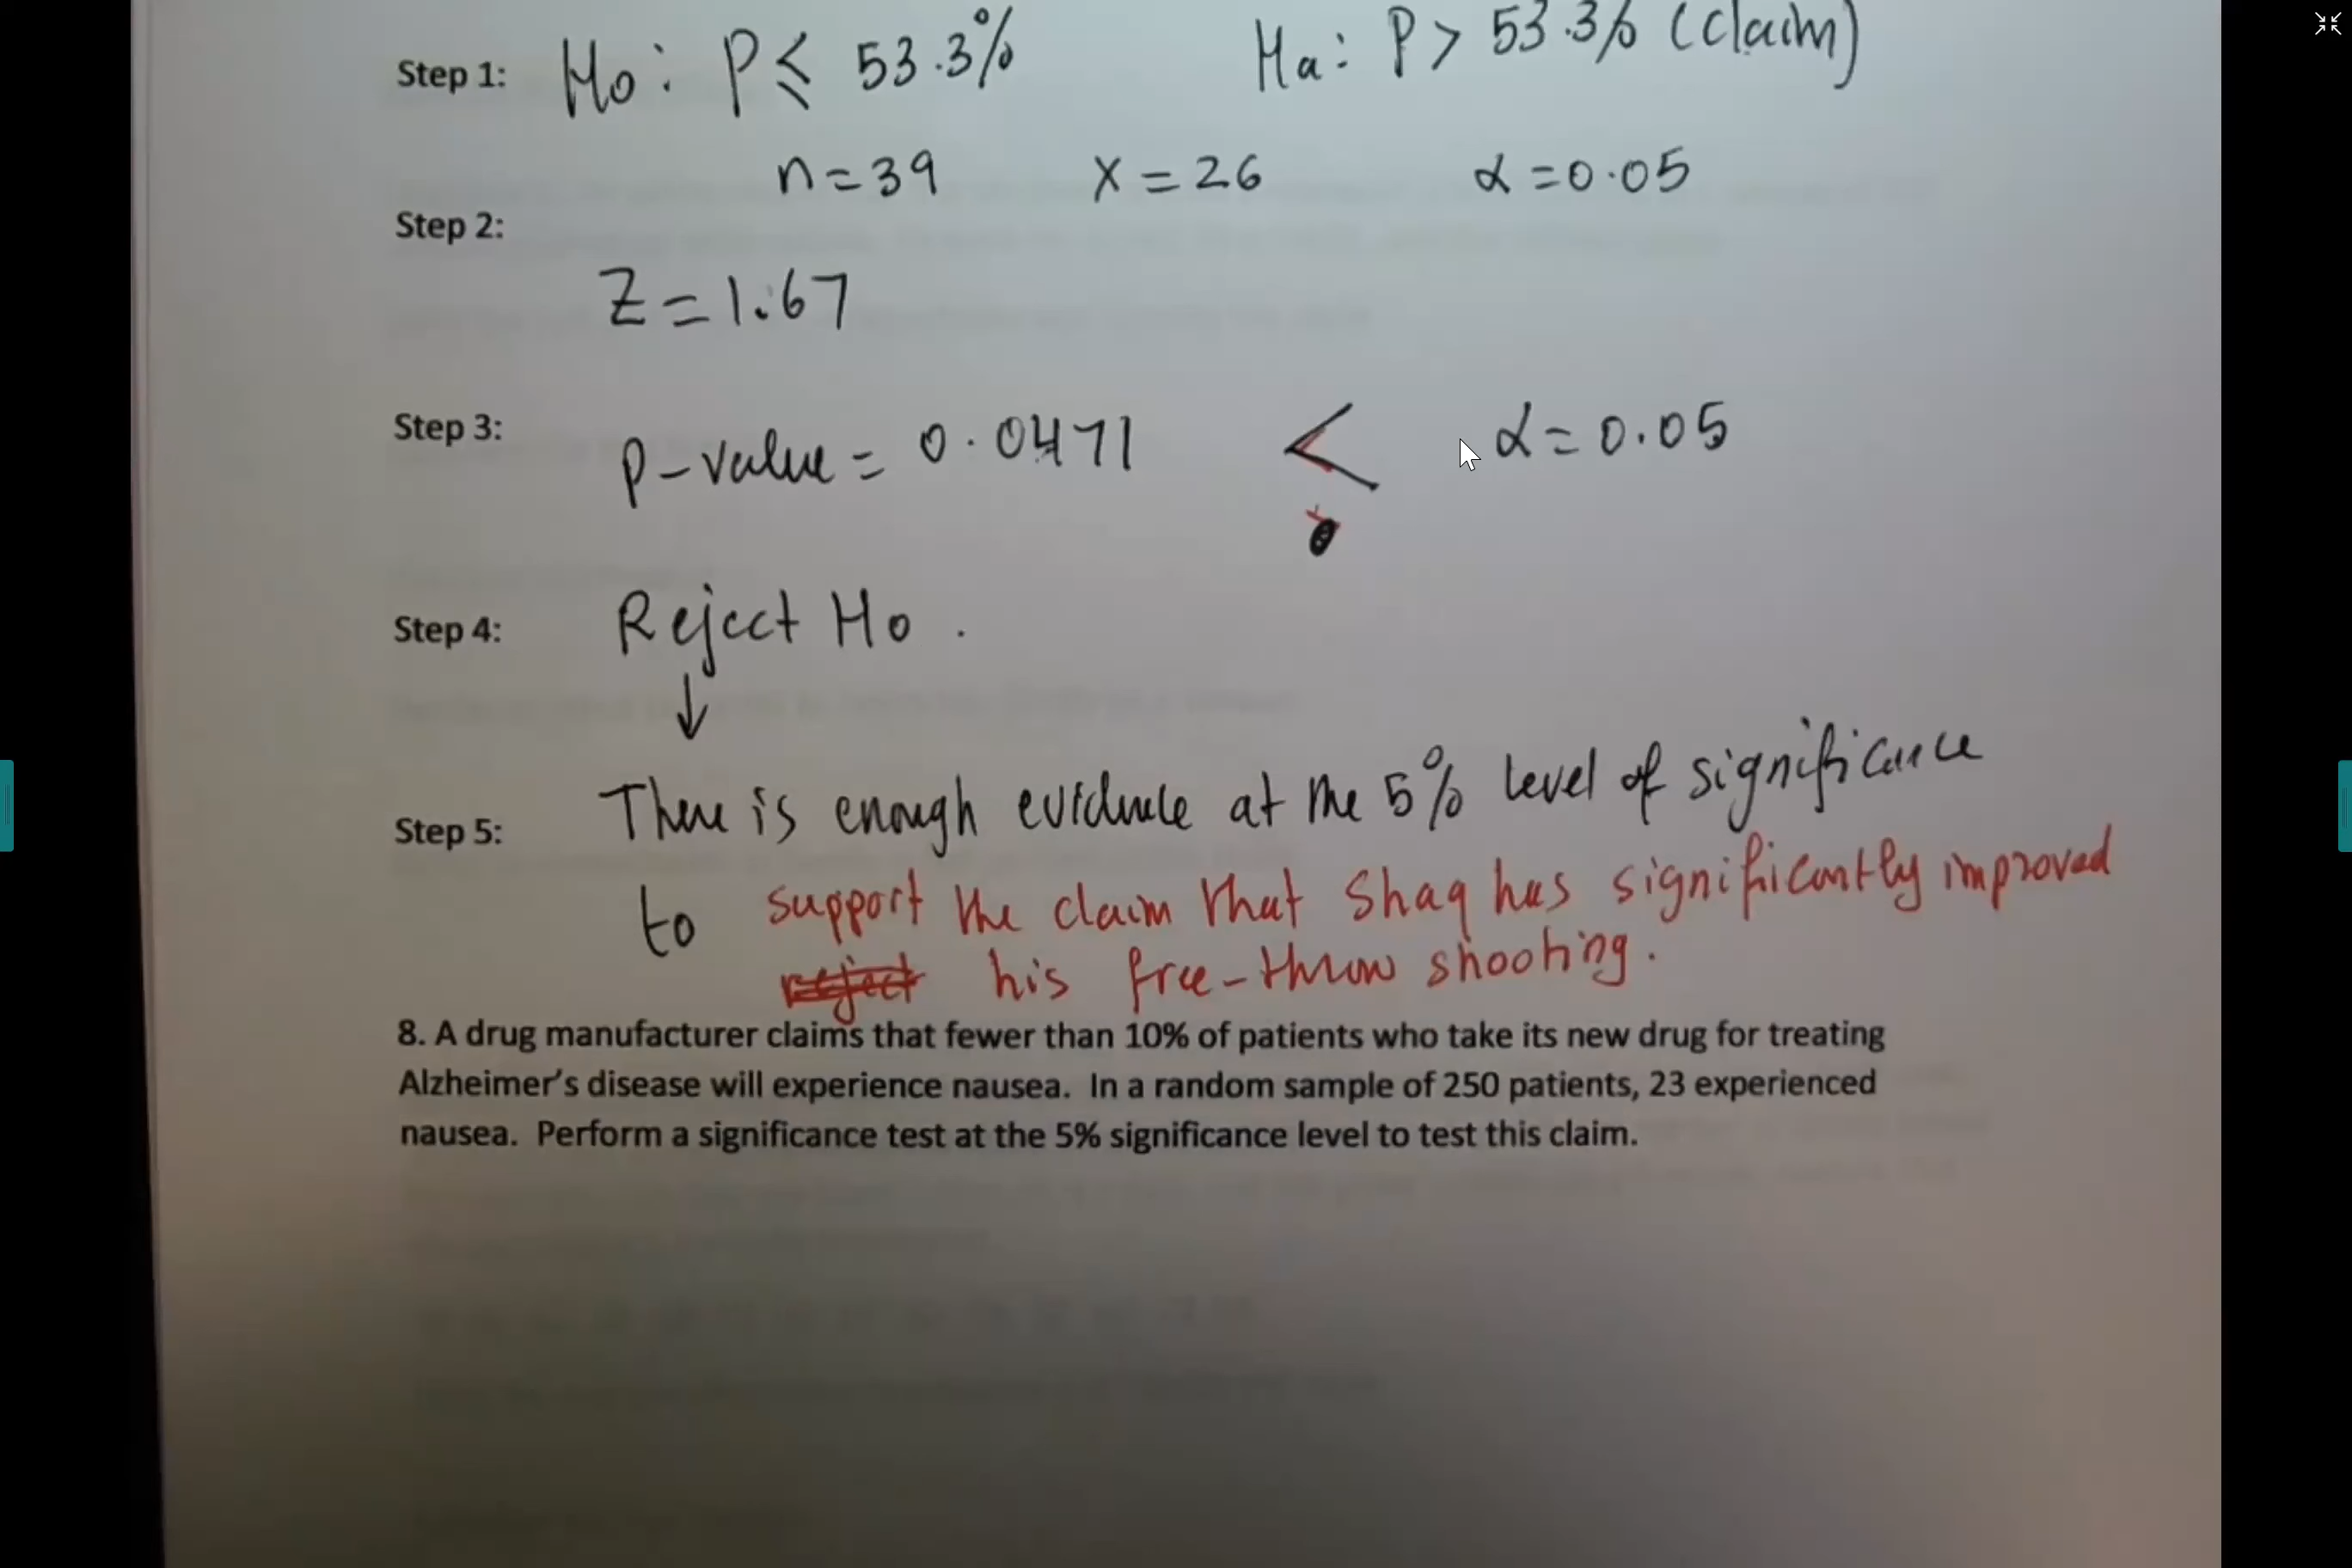 Step 1: Ho: P ≤ 53.3% Ha: P > 53.3% (claim)
n = 39 x = 26 α = 0.05
Step 2:
Z = 1.67
Step 3: p-value = 0.0471 < α = 0.05
Step 4: Reject Ho.
↓
Step 5: There is enough evidence at the 5% level of significance
to support the claim that Shaq has significantly improved
reject his free-throw shooting.
8. A drug manufacturer claims that fewer than 10% of patients who take its new drug for treating
Alzheimer's disease will experience nausea. In a random sample of 250 patients, 23 experienced
nausea. Perform a significance test at the 5% significance level to test this claim.